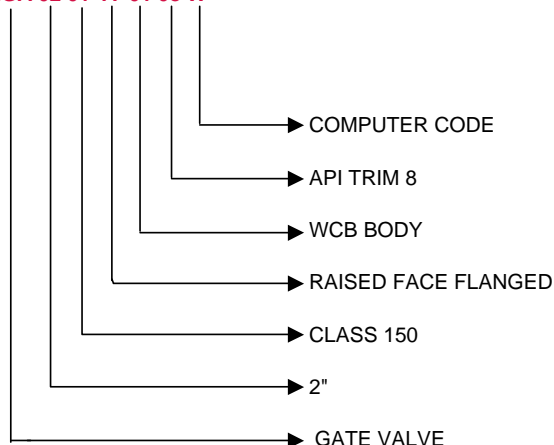 COMPUTER CODE
API TRIM 8
WCB BODY
RAISED FACE FLANGED
CLASS 150
2"
GATE VALVE